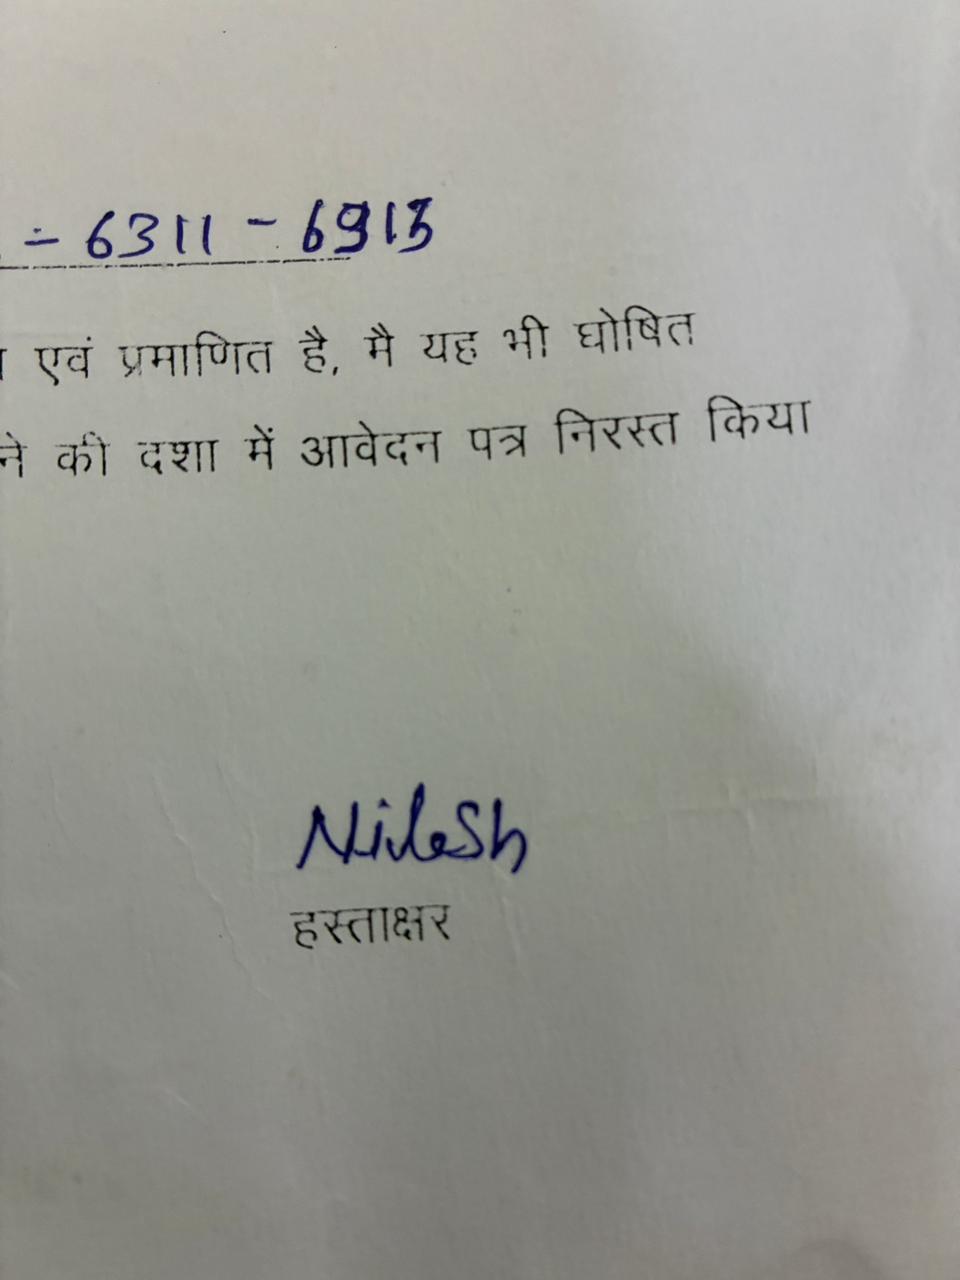 - 6311 - 6913
एवं प्रमाणित है, मै यह भी घोषित
ने की दशा में आवेदन पत्र निरस्त किया
Nilesh
हस्ताक्षर